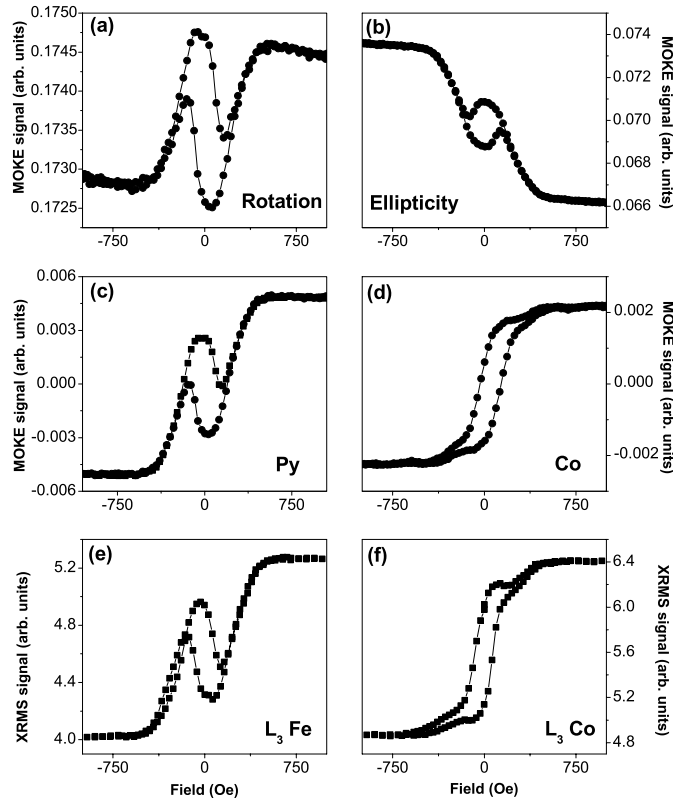 (a)
MOKE signal (arb. units)
0.1750
0.1745
0.1740
0.1735
0.1730
0.1725
-750
0
750
Rotation
(b)
MOKE signal (arb. units)
0.074
0.072
0.070
0.068
0.066
-750
0
750
Ellipticity
(c)
MOKE signal (arb. units)
0.006
0.003
0.000
-0.003
-0.006
-750
0
750
Py
(d)
MOKE signal (arb. units)
0.002
0.000
-0.002
-750
0
750
Co
(e)
XRMS signal (arb. units)
5.2
4.8
4.4
4.0
-750
0
750
L3 Fe
Field (Oe)
(f)
XRMS signal (arb. units)
6.4
6.0
5.6
5.2
4.8
-750
0
750
L3 Co
Field (Oe)